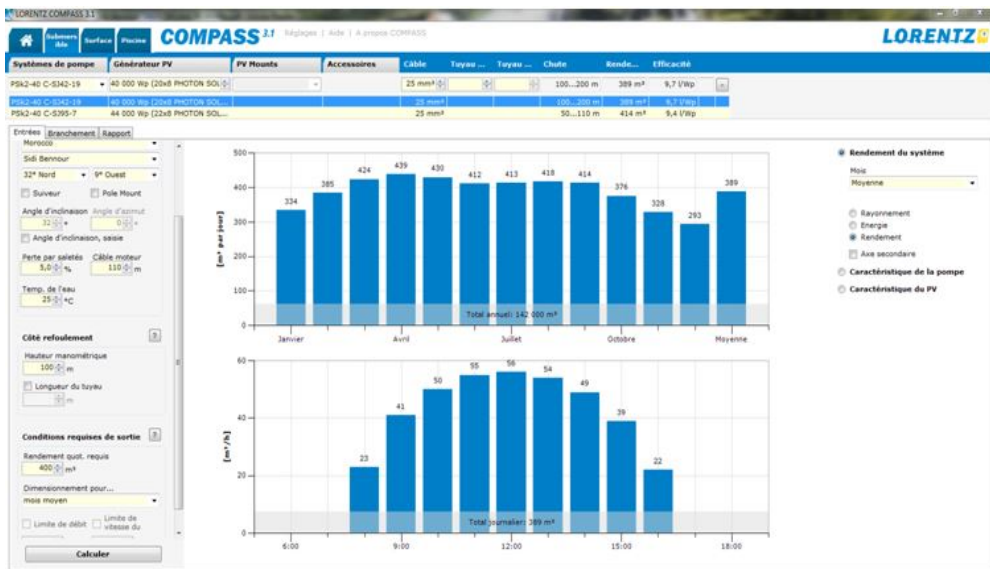 LORENTZ COMPASS 3.1
Submers ible Surface Piscine COMPASS 3.1 Réglages | Aide | A propos COMPASS LORENTZ
Systèmes de pompe Générateur PV PV Mounts Accessoires Câble Tuyau ... Tuyau ... Chute Rende... Efficacité
PSk2-40 C-SJ42-19 40 000 Wp (20x8 PHOTON SOL 25 mm² 100...200 m 389 m³ 9,7 l/Wp
PSk2-40 C-SJ42-19 40 000 Wp (20x8 PHOTON SOL... 25 mm² 100...200 m 389 m³ 9,7 l/Wp
PSk2-40 C-SJ95-7 44 000 Wp (22x8 PHOTON SOL... 25 mm² 50...110 m 414 m³ 9,4 l/Wp
Entrées Branchement Rapport
Morocco
Sidi Bennour
32° Nord 9° Ouest
Suiveur Pole Mount
Angle d'inclinaison Angle d'azimut
32 ° 0 °
Angle d'inclinaison, saisie
Perte par saletés Câble moteur
5,0 % 110 m
Temp. de l'eau
25 °C
Côté refoulement ?
Hauteur manométrique
100 m
Longueur du tuyau
m
Conditions requises de sortie ?
Rendement quot. requis
400 m³
Dimensionnement pour...
mois moyen
Limite de débit Limite de vitesse du
Calculer
[m³ par jour]
500
400
300
200
100
0
334 385 424 439 430 412 413 418 414 376 328 293 389
Total annuel: 142 000 m³
Janvier Avril Juillet Octobre Moyenne
[m³/h]
60
40
20
0
23 41 50 55 56 54 49 39 22
Total journalier: 389 m³
6:00 9:00 12:00 15:00 18:00
Rendement du système
Mois
Moyenne
Rayonnement
Energie
Rendement
Axe secondaire
Caractéristique de la pompe
Caractéristique du PV